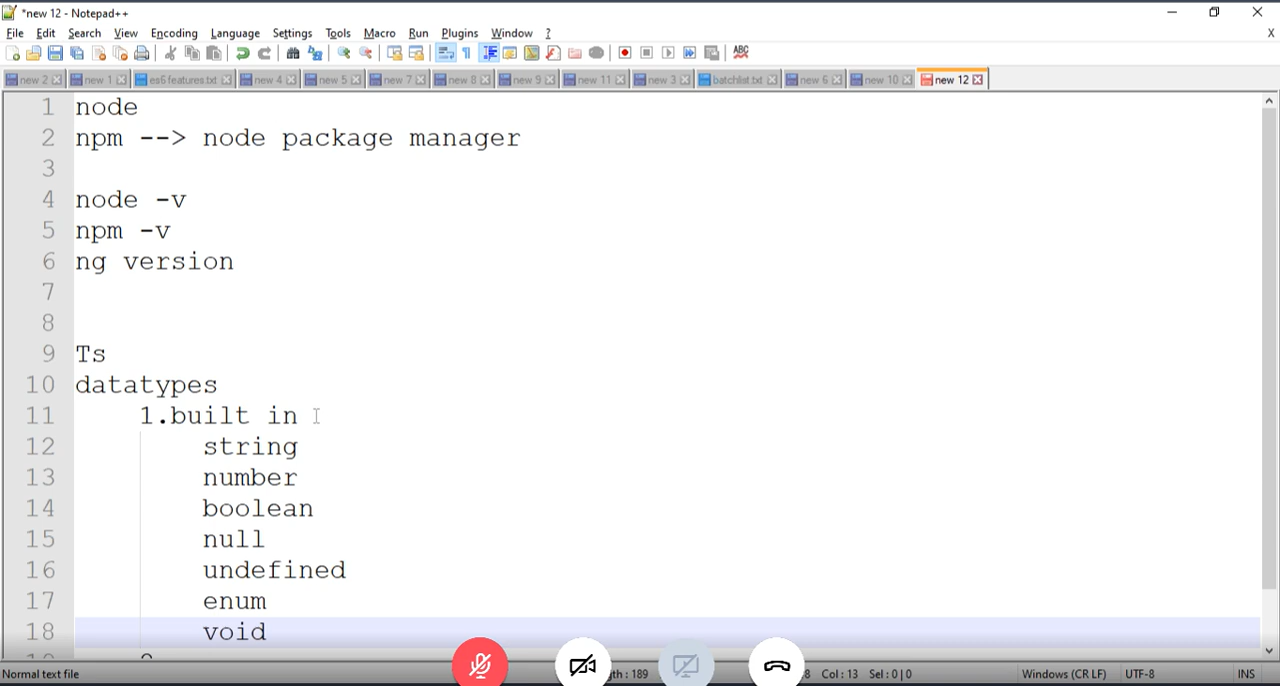 *new 12 - Notepad++
File Edit Search View Encoding Language Settings Tools Macro Run Plugins Window ? X
new 2 new 1 es6 features.txt new 4 new 5 new 7 new 8 new 9 new 11 new 3 batchlist.txt new 6 new 10 new 12
1 node
2 npm --> node package manager
3
4 node -v
5 npm -v
6 ng version
7
8
9 Ts
10 datatypes
11 1.built in
12 string
13 number
14 boolean
15 null
16 undefined
17 enum
18 void
Normal text file gth : 189 8 Col : 13 Sel : 0 | 0 Windows (CR LF) UTF-8 INS